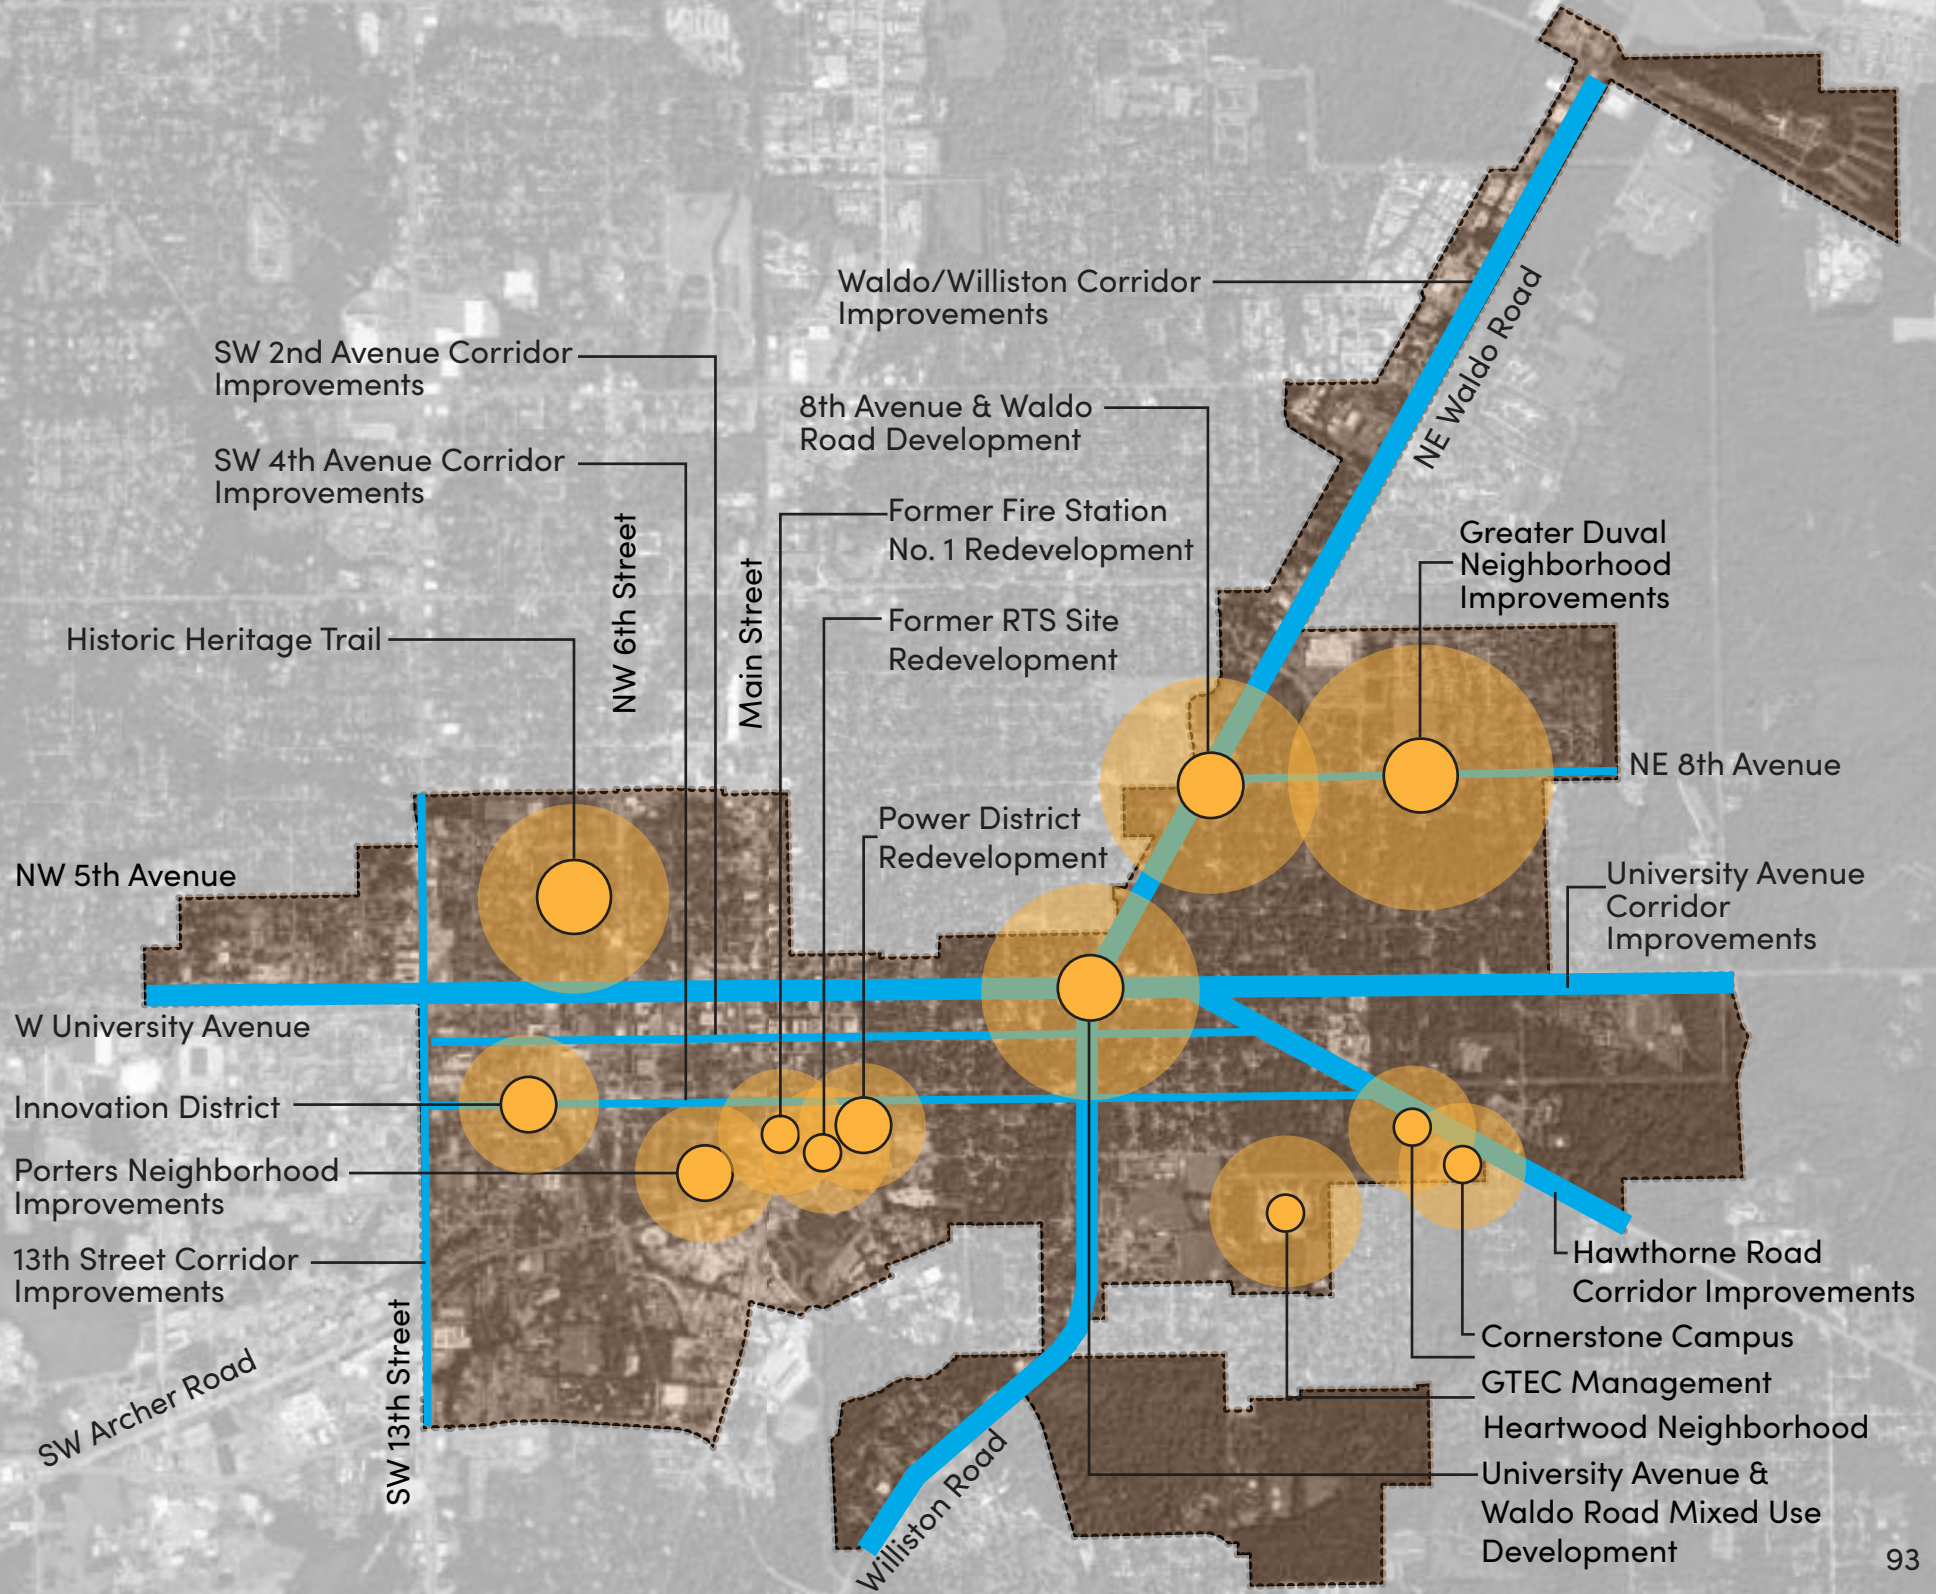 Waldo/Williston Corridor
Improvements
SW 2nd Avenue Corridor
Improvements
8th Avenue & Waldo
Road Development
SW 4th Avenue Corridor
Improvements
NE Waldo Road
Former Fire Station
No. 1 Redevelopment
Greater Duval
Neighborhood
Improvements
NW 6th Street
Main Street
Former RTS Site
Redevelopment
Historic Heritage Trail
NE 8th Avenue
Power District
Redevelopment
NW 5th Avenue
University Avenue
Corridor
Improvements
W University Avenue
Innovation District
Porters Neighborhood
Improvements
13th Street Corridor
Improvements
Hawthorne Road
Corridor Improvements
Cornerstone Campus
GTEC Management
Heartwood Neighborhood
University Avenue &
Waldo Road Mixed Use
Development
SW Archer Road
SW 13th Street
Williston Road
93